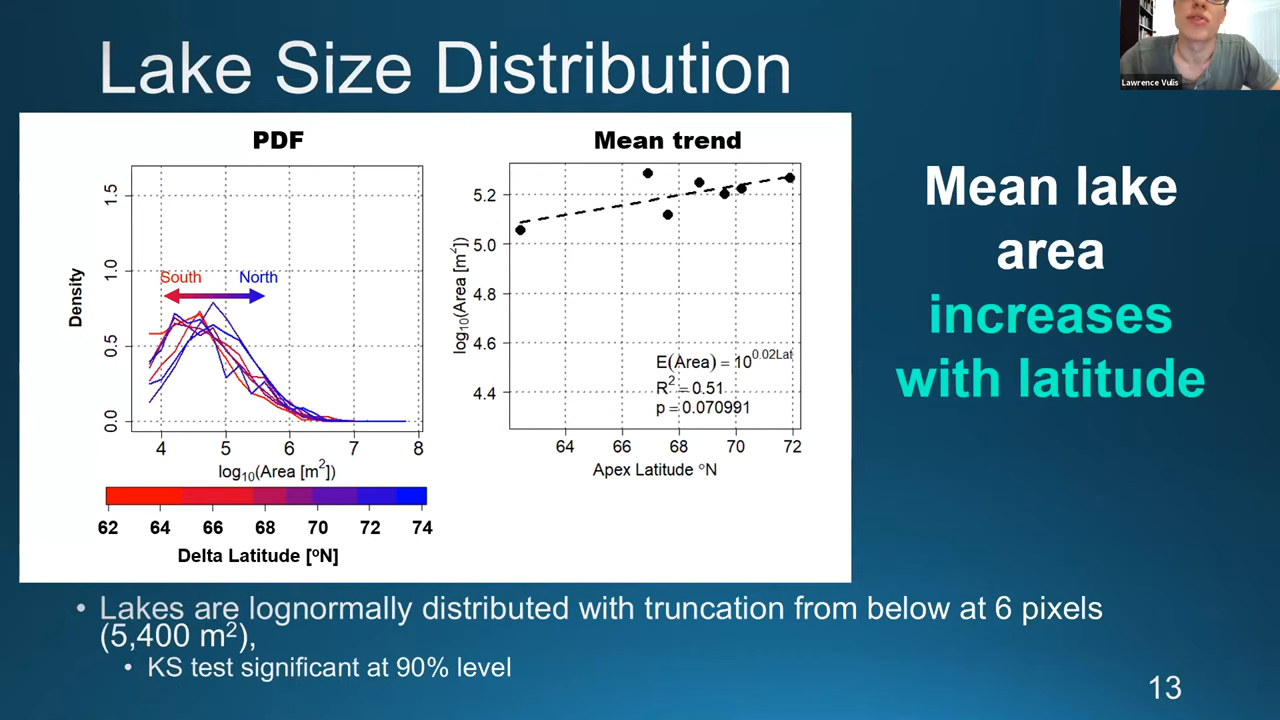 Lake Size Distribution
Lawrence Vulis
PDF
1.5
1.0
0.5
0.0
Density
South
North
4 5 6 7 8
log10(Area [m2])
62 64 66 68 70 72 74
Delta Latitude [oN]
Mean trend
5.2
5.0
4.8
4.6
4.4
log10(Area [m2])
E(Area) = 10^0.02Lat
R2 = 0.51
p = 0.070991
64 66 68 70 72
Apex Latitude °N
Mean lake
area
increases
with latitude
• Lakes are lognormally distributed with truncation from below at 6 pixels
(5,400 m2),
• KS test significant at 90% level
13